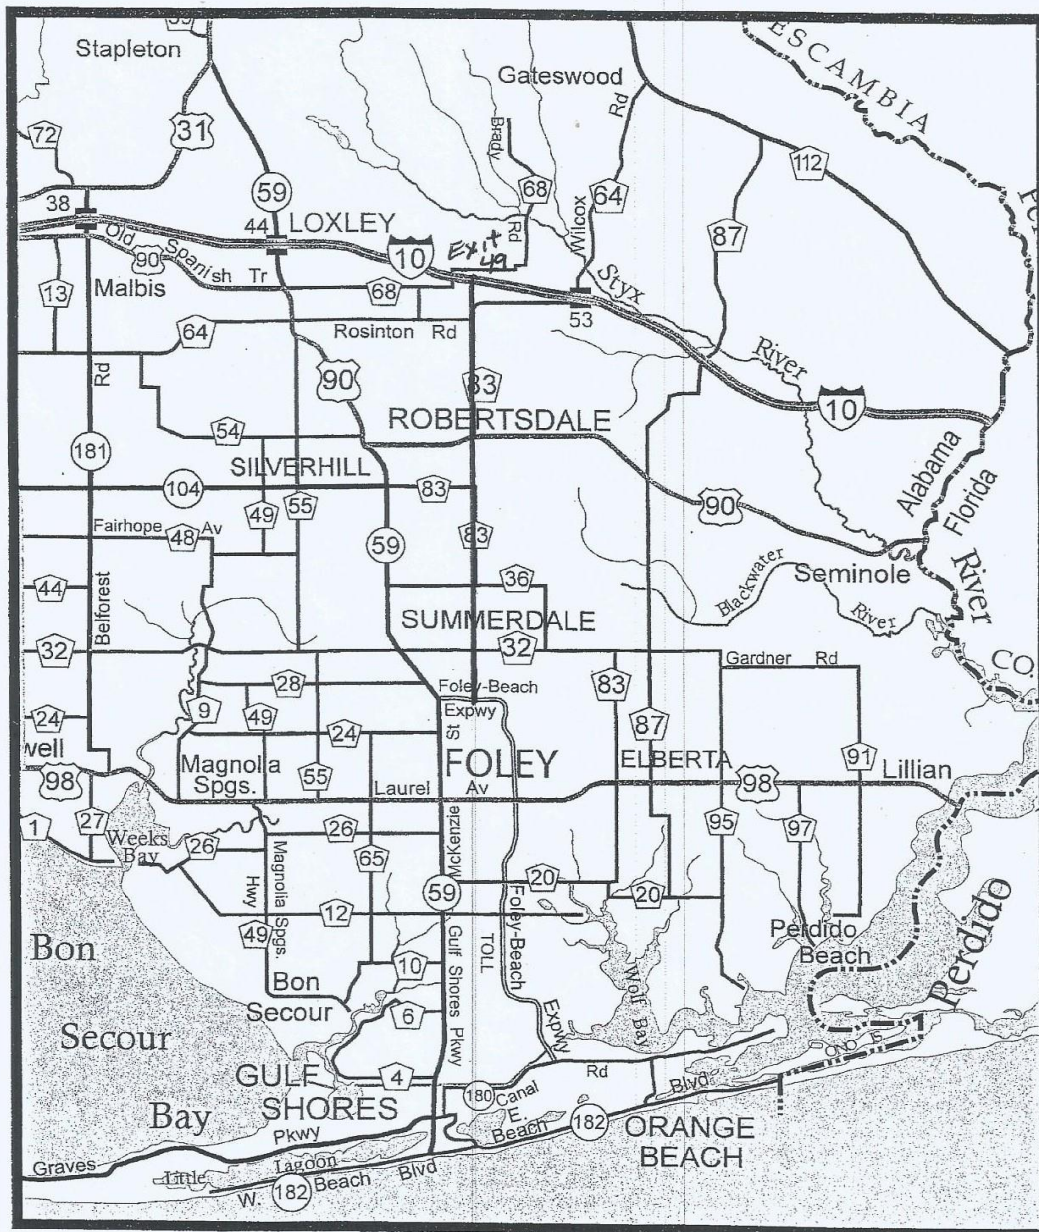 59
Stapleton
Gateswood
ESCAMBIA
72
31
Rd
Brady
112
38
59
68
Wilcox
64
44
LOXLEY
Exit
49
Rd
87
Old
Spanish
Tr
90
10
Styx
13
Malbis
68
53
64
Rosinton Rd
River
Rd
90
83
10
54
ROBERTSDALE
181
SILVERHILL
Alabama
Florida
104
83
49
55
90
Fairhope Av
48
59
83
Seminole
River
44
36
Blackwater
River
Belforest
SUMMERDALE
32
32
Gardner Rd
CO.
28
Foley-Beach
Expwy
83
9
49
St
24
24
87
well
Magnolia
Spgs.
FOLEY
ELBERTA
91
Lillian
98
55
Laurel Av
98
1
27
Weeks
Bay
26
26
McKenzie
95
97
65
Magnolia Spgs.
Hwy
59
20
20
12
Foley-Beach
Expwy
TOLL
49
Perdido
Beach
Perdido
Bon
Secour
Bay
Bon
Secour
10
Gulf Shores Pkwy
Wolf Bay
6
ONO IS
GULF
SHORES
4
180
Canal
Rd
Blvd
E.
Beach
182
ORANGE
BEACH
Pkwy
Graves
Little
Lagoon
W.
182
Beach
Blvd